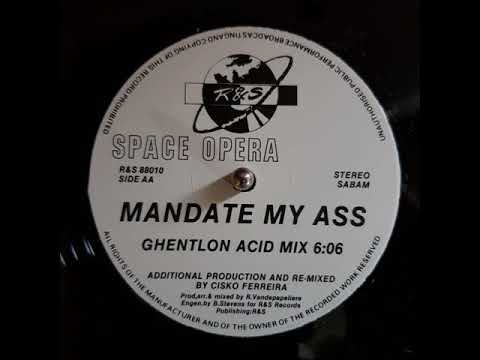 UNAUTHORISED PUBLIC PERFORMANCE BROADCASTING AND COPYING OF THIS RECORD PROHIBITED
R&S
SPACE OPERA
R&S 88010
SIDE AA
STEREO
SABAM
MANDATE MY ASS
GHENTLON ACID MIX 6:06
ADDITIONAL PRODUCTION AND RE-MIXED
BY CISKO FERREIRA
Prod,arr.& mixed by R.Vandepapeliere
Engen.by B.Stevens for R&S Records
Publishing:R&S
ALL RIGHTS OF THE MANUFACTURER AND OF THE OWNER OF THE RECORDED WORK RESERVED